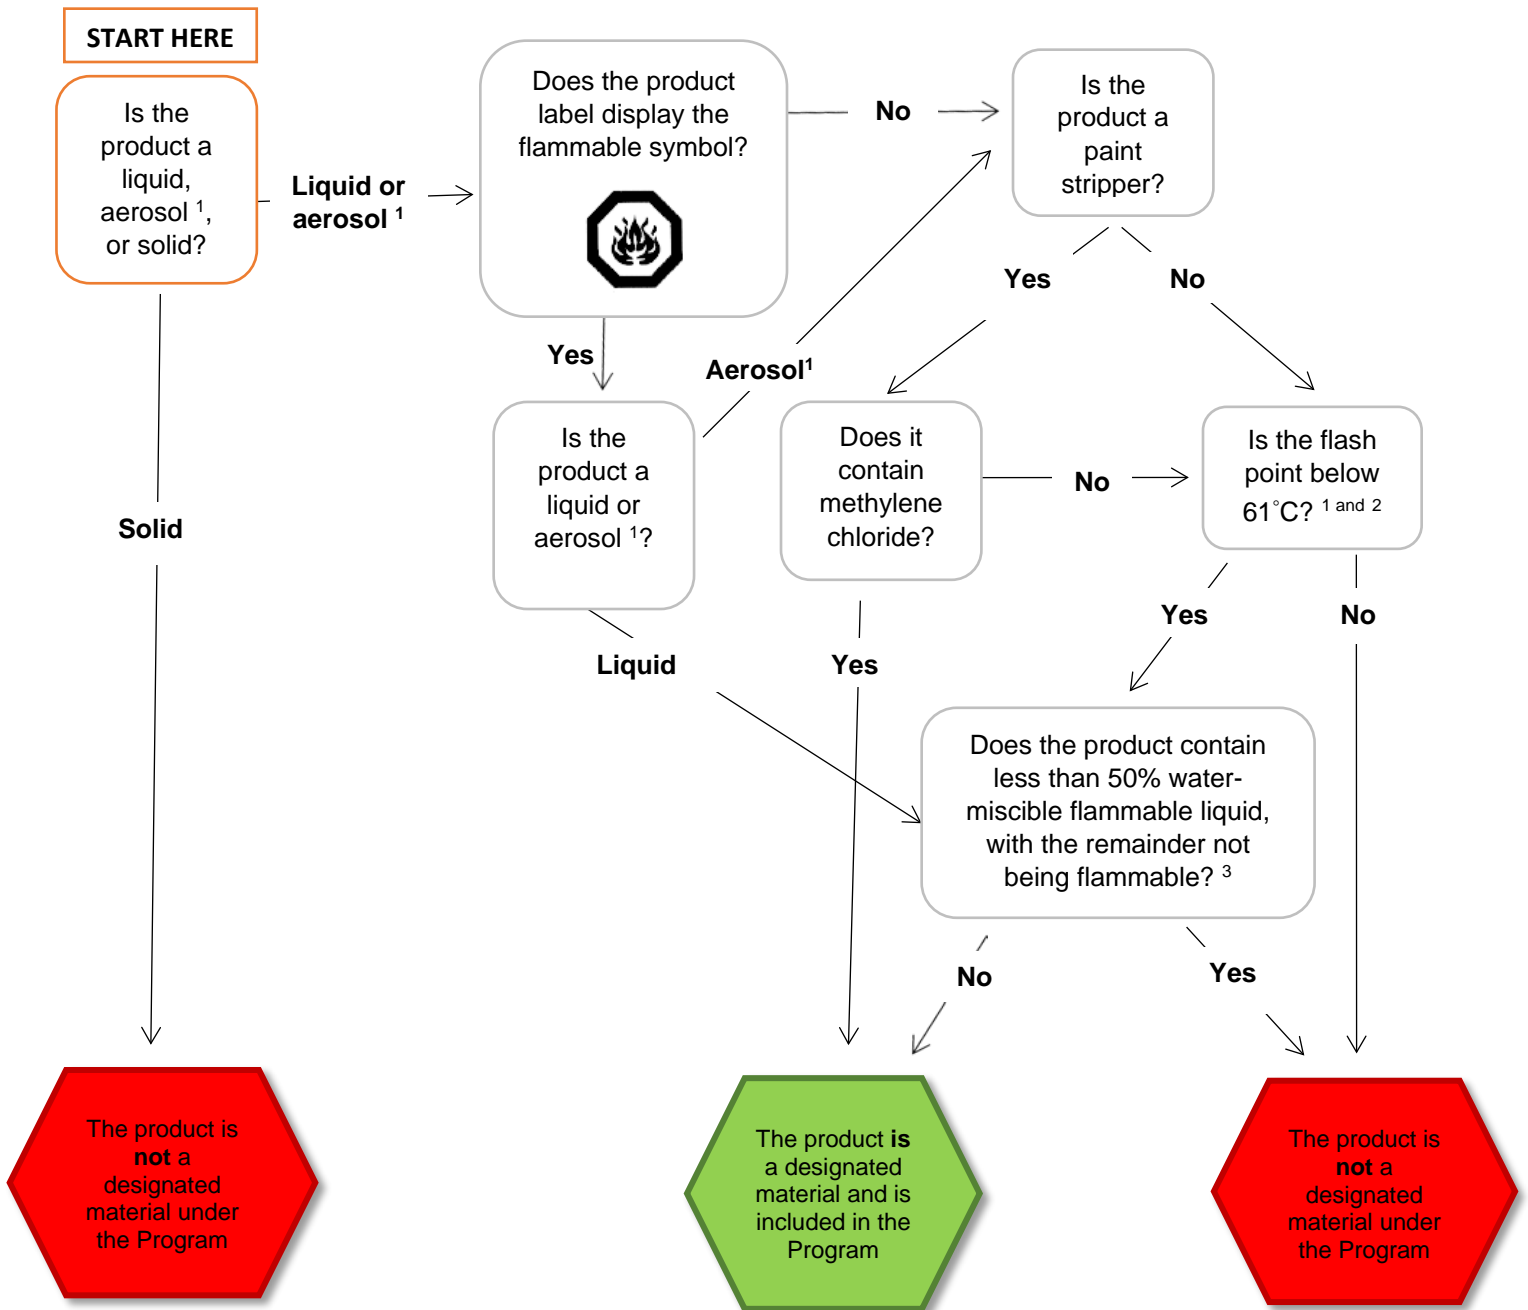 START HERE
Is the
product a
liquid,
aerosol ¹,
or solid?
Liquid or
aerosol ¹
Does the product
label display the
flammable symbol?
No
Is the
product a
paint
stripper?
Yes
Aerosol¹
Yes
No
Is the
product a
liquid or
aerosol ¹?
Does it
contain
methylene
chloride?
No
Is the flash
point below
61°C? ¹ ᵃⁿᵈ ²
Solid
Liquid
Yes
Yes
No
Does the product contain
less than 50% water-
miscible flammable liquid,
with the remainder not
being flammable? ³
No
Yes
The product is
not a
designated
material under
the Program
The product is
a designated
material and is
included in the
Program
The product is
not a
designated
material under
the Program